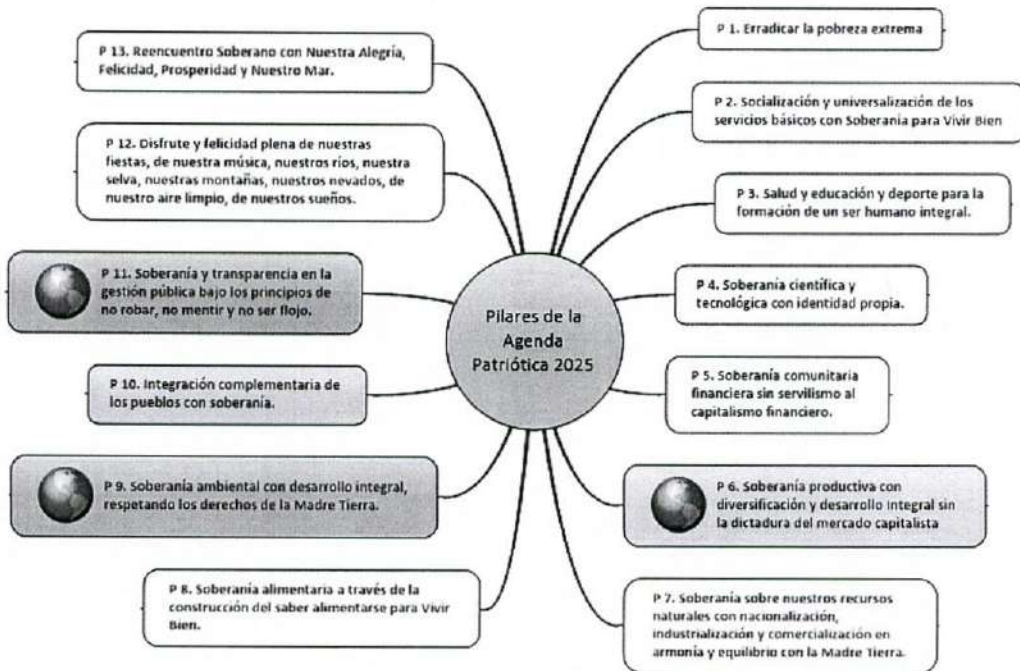 P 13. Reencuentro Soberano con Nuestra Alegría,
Felicidad, Prosperidad y Nuestro Mar.
P 12. Disfrute y felicidad plena de nuestras
fiestas, de nuestra música, nuestros ríos, nuestra
selva, nuestras montañas, nuestros nevados, de
nuestro aire limpio, de nuestros sueños.
P 11. Soberanía y transparencia en la
gestión pública bajo los principios de
no robar, no mentir y no ser flojo.
P 10. Integración complementaria de
los pueblos con soberanía.
P 9. Soberanía ambiental con desarrollo integral,
respetando los derechos de la Madre Tierra.
P 8. Soberanía alimentaria a través de la
construcción del saber alimentarse para Vivir
Bien.
Pilares de la
Agenda
Patriótica 2025
P 1. Erradicar la pobreza extrema
P 2. Socialización y universalización de los
servicios básicos con Soberanía para Vivir Bien
P 3. Salud y educación y deporte para la
formación de un ser humano integral.
P 4. Soberanía científica y
tecnológica con identidad propia.
P 5. Soberanía comunitaria
financiera sin servilismo al
capitalismo financiero.
P 6. Soberanía productiva con
diversificación y desarrollo Integral sin
la dictadura del mercado capitalista
P 7. Soberanía sobre nuestros recursos
naturales con nacionalización,
industrialización y comercialización en
armonía y equilibrio con la Madre Tierra.